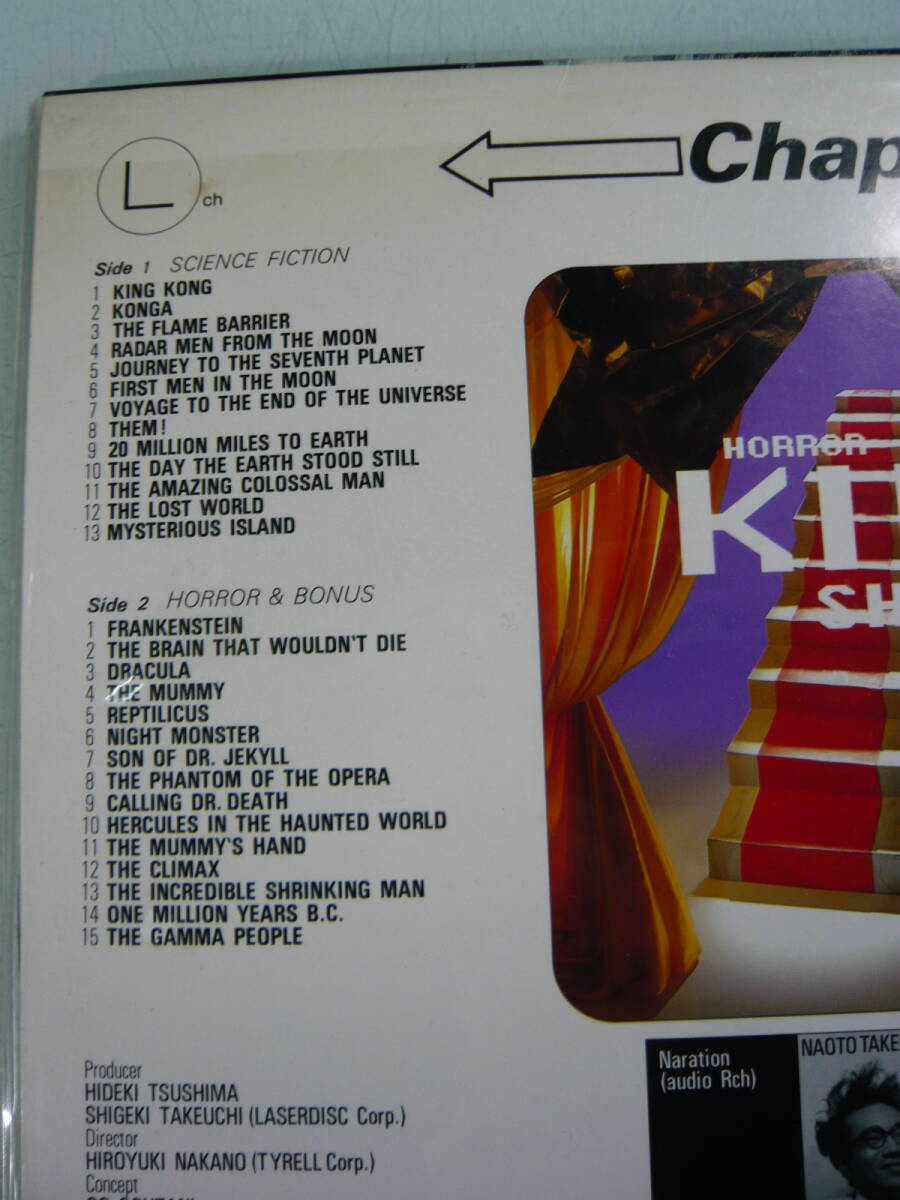 L ch
Chap
Side 1 SCIENCE FICTION
1 KING KONG
2 KONGA
3 THE FLAME BARRIER
4 RADAR MEN FROM THE MOON
5 JOURNEY TO THE SEVENTH PLANET
6 FIRST MEN IN THE MOON
7 VOYAGE TO THE END OF THE UNIVERSE
8 THEM!
9 20 MILLION MILES TO EARTH
10 THE DAY THE EARTH STOOD STILL
11 THE AMAZING COLOSSAL MAN
12 THE LOST WORLD
13 MYSTERIOUS ISLAND
Side 2 HORROR & BONUS
1 FRANKENSTEIN
2 THE BRAIN THAT WOULDN'T DIE
3 DRACULA
4 THE MUMMY
5 REPTILICUS
6 NIGHT MONSTER
7 SON OF DR. JEKYLL
8 THE PHANTOM OF THE OPERA
9 CALLING DR. DEATH
10 HERCULES IN THE HAUNTED WORLD
11 THE MUMMY'S HAND
12 THE CLIMAX
13 THE INCREDIBLE SHRINKING MAN
14 ONE MILLION YEARS B.C.
15 THE GAMMA PEOPLE
HORROR
SH
Producer
HIDEKI TSUSHIMA
SHIGEKI TAKEUCHI (LASERDISC Corp.)
Director
HIROYUKI NAKANO (TYRELL Corp.)
Concept
Naration
(audio Rch)
NAOTO TAKE